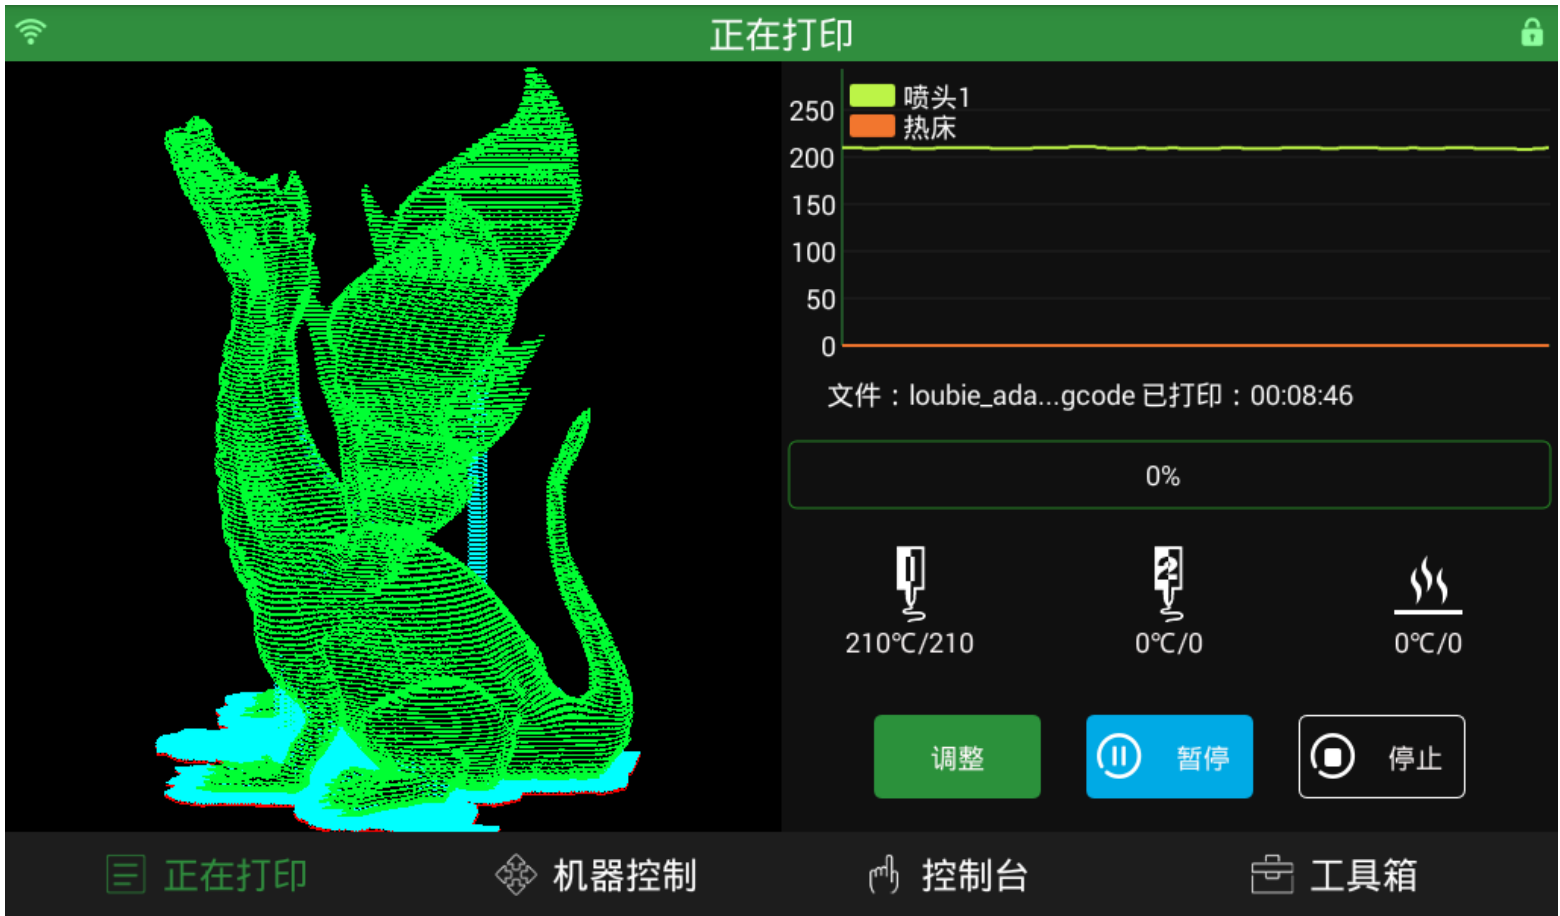 正在打印
喷头1
热床
250
200
150
100
50
0
文件：loubie_ada...gcode 已打印：00:08:46
0%
1 2
210℃/210 0℃/0 0℃/0
调整 暂停 停止
正在打印 机器控制 控制台 工具箱